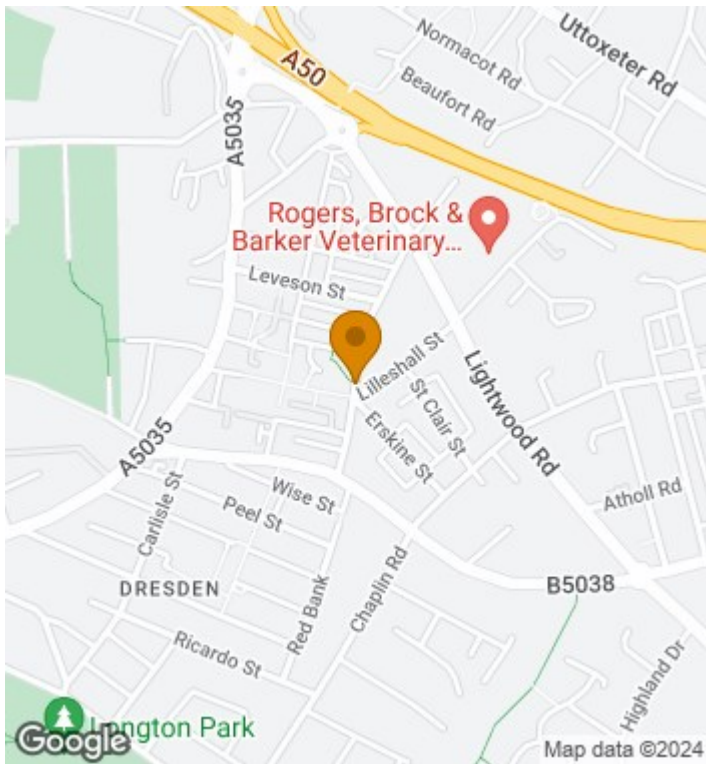 Uttoxeter Rd
Normacot Rd
A50
Beaufort Rd
A5035
Rogers, Brock &
Barker Veterinary...
Leveson St
Lilleshall St
St Clair St
Lightwood Rd
Erskine St
A5035
Carlisle St
Wise St
Peel St
Atholl Rd
DRESDEN
Red Bank
Chaplin Rd
B5038
Ricardo St
Highland Dr
Longton Park
Google
Map data ©2024